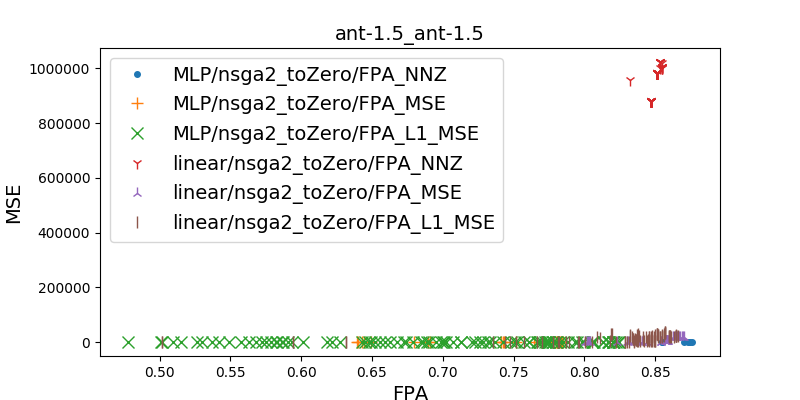 ant-1.5_ant-1.5
MSE
1000000
800000
600000
400000
200000
0
MLP/nsga2_toZero/FPA_NNZ
MLP/nsga2_toZero/FPA_MSE
MLP/nsga2_toZero/FPA_L1_MSE
linear/nsga2_toZero/FPA_NNZ
linear/nsga2_toZero/FPA_MSE
linear/nsga2_toZero/FPA_L1_MSE
0.50 0.55 0.60 0.65 0.70 0.75 0.80 0.85
FPA